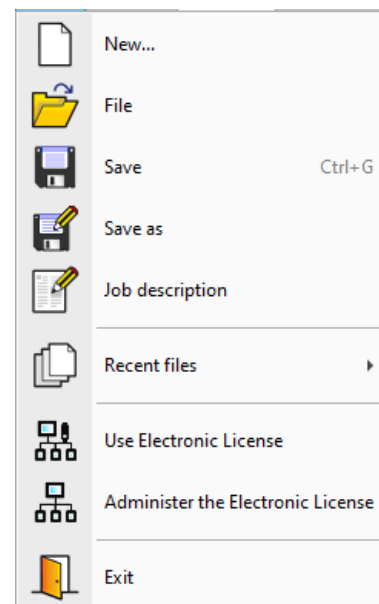 New...
File
Save Ctrl+G
Save as
Job description
Recent files
Use Electronic License
Administer the Electronic License
Exit